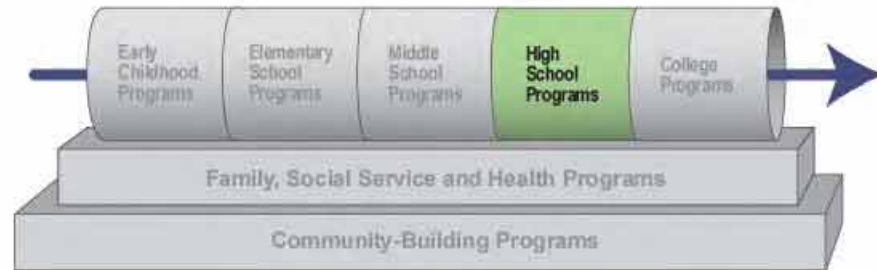 Early
Childhood
Programs
Elementary
School
Programs
Middle
School
Programs
High
School
Programs
College
Programs
Family, Social Service and Health Programs
Community-Building Programs